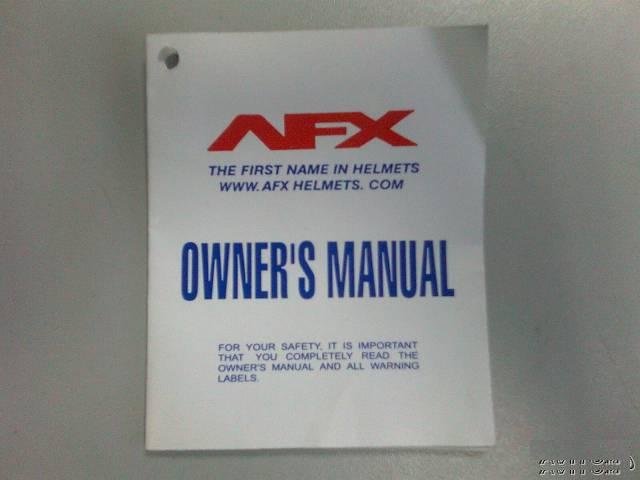 AFX
THE FIRST NAME IN HELMETS
WWW.AFX HELMETS. COM
OWNER'S MANUAL
FOR YOUR SAFETY, IT IS IMPORTANT
THAT YOU COMPLETELY READ THE
OWNER'S MANUAL AND ALL WARNING
LABELS.